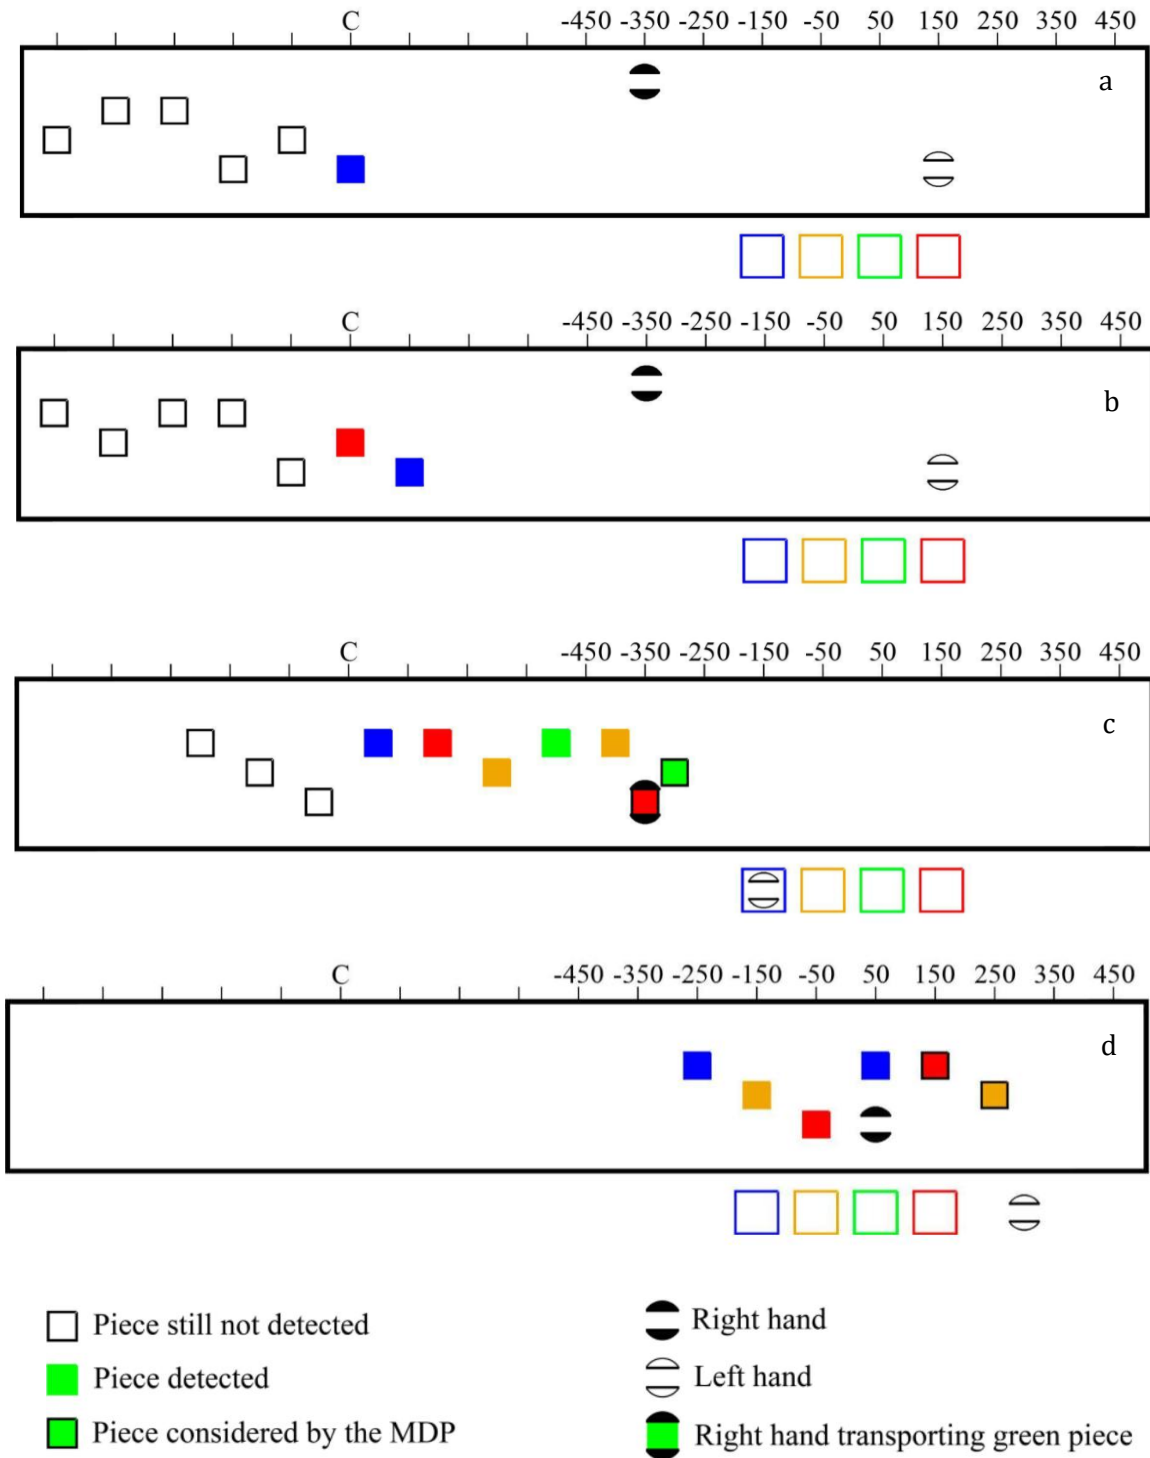 C -450 -350 -250 -150 -50 50 150 250 350 450
a
C -450 -350 -250 -150 -50 50 150 250 350 450
b
C -450 -350 -250 -150 -50 50 150 250 350 450
c
C -450 -350 -250 -150 -50 50 150 250 350 450
d
Piece still not detected
Right hand
Piece detected
Left hand
Piece considered by the MDP
Right hand transporting green piece